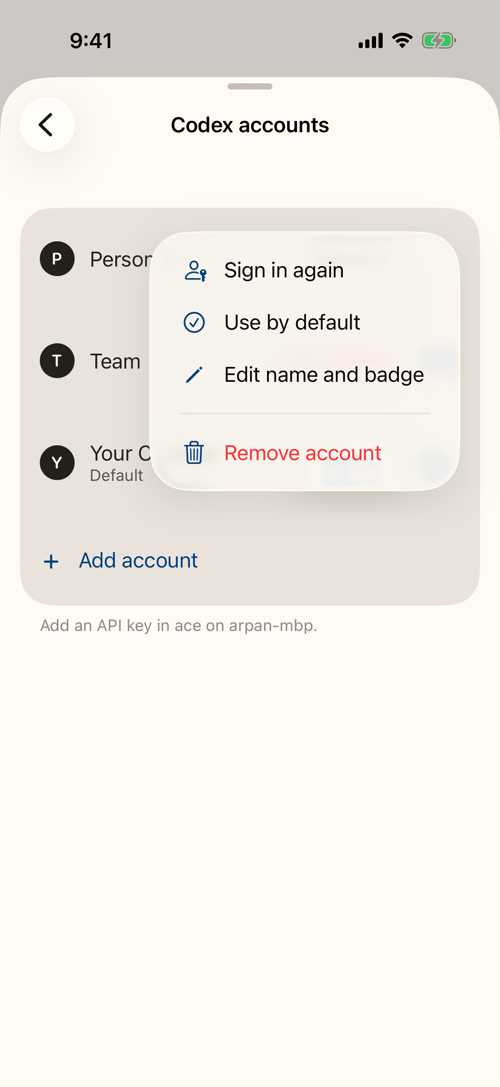 9:41
Codex accounts
P
Sign in again
T
Team
Use by default
Edit name and badge
Y
Your
Default
Remove account
+ Add account
Add an API key in ace on arpan-mbp.